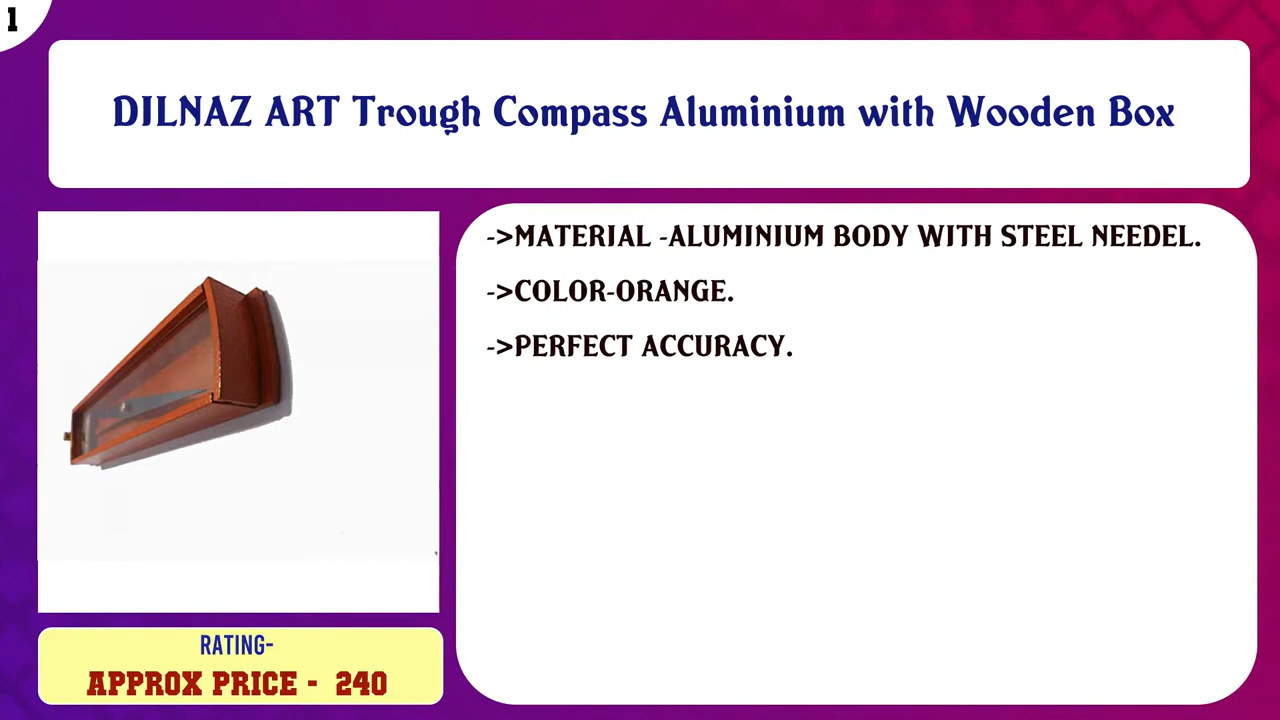 1
DILNAZ ART Trough Compass Aluminium with Wooden Box
->MATERIAL -ALUMINIUM BODY WITH STEEL NEEDEL.
->COLOR-ORANGE.
->PERFECT ACCURACY.
RATING-
APPROX PRICE - 240